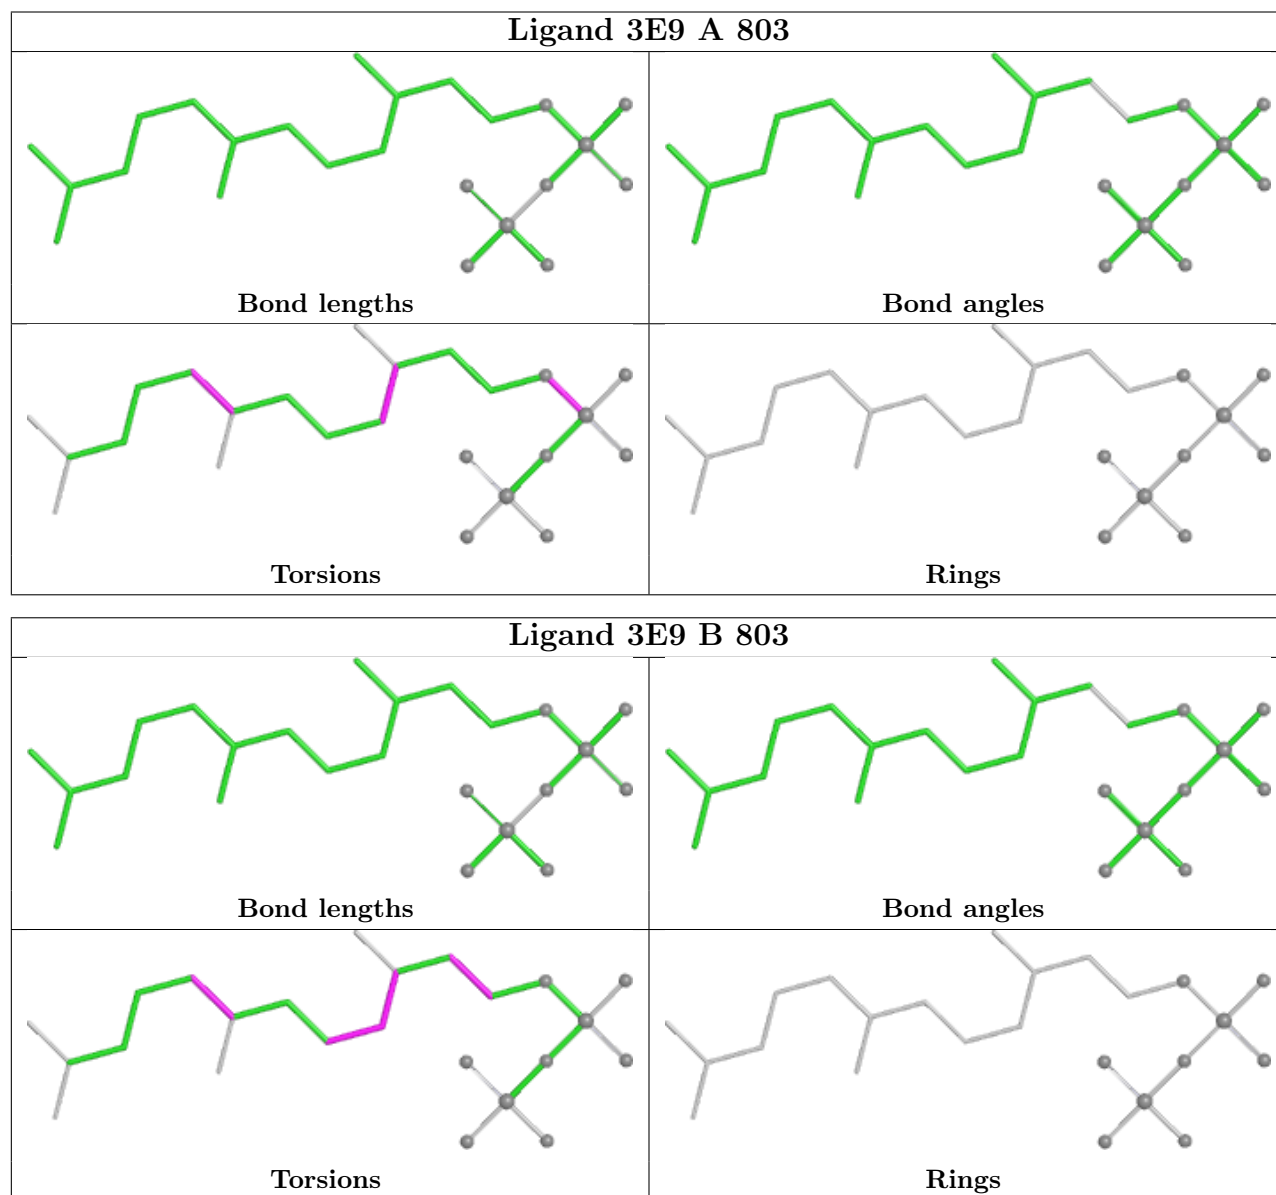 Ligand 3E9 A 803
Bond lengths
Bond angles
Torsions
Rings
Ligand 3E9 B 803
Bond lengths
Bond angles
Torsions
Rings